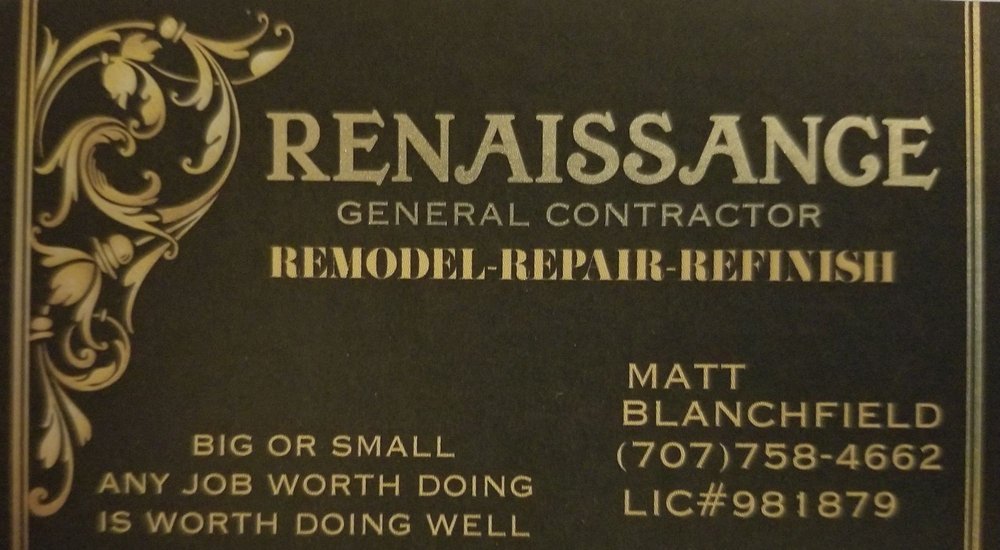 RENAISSANCE
GENERAL CONTRACTOR
REMODEL-REPAIR-REFINISH
BIG OR SMALL
ANY JOB WORTH DOING
IS WORTH DOING WELL
MATT
BLANCHFIELD
(707)758-4662
LIC#981879